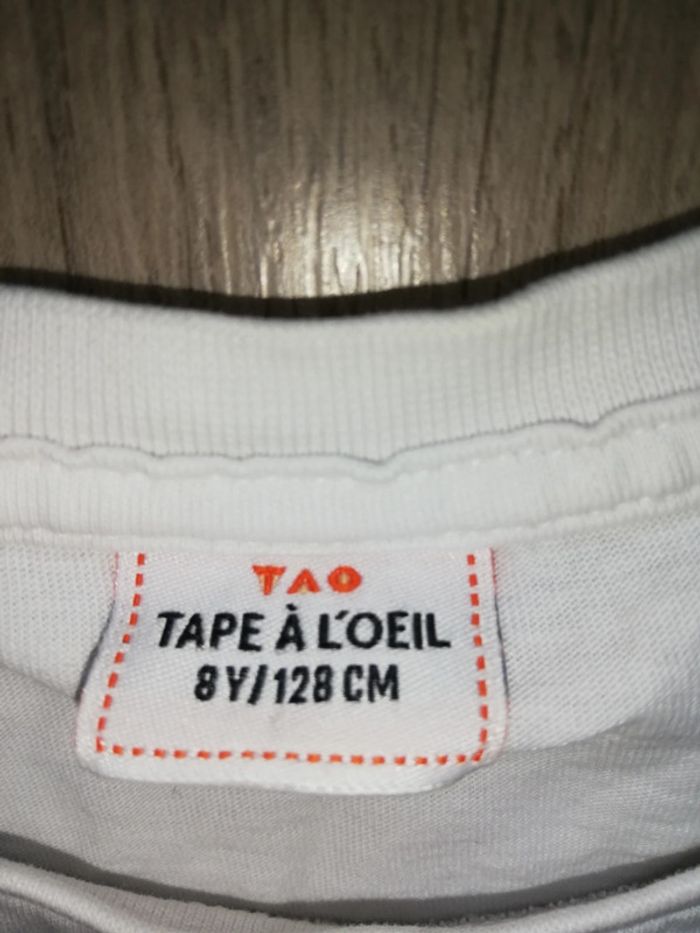 TAO
TAPE À L'OEIL
8Y/128 CM